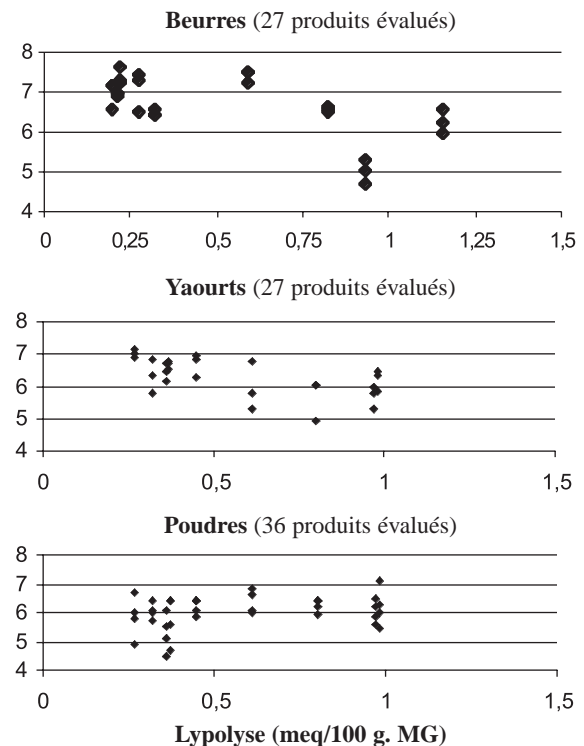 Beurres (27 produits évalués)
8
7
6
5
4
0 0,25 0,5 0,75 1 1,25 1,5
Yaourts (27 produits évalués)
8
7
6
5
4
0 0,5 1 1,5
Poudres (36 produits évalués)
8
7
6
5
4
0 0,5 1 1,5
Lypolyse (meq/100 g. MG)